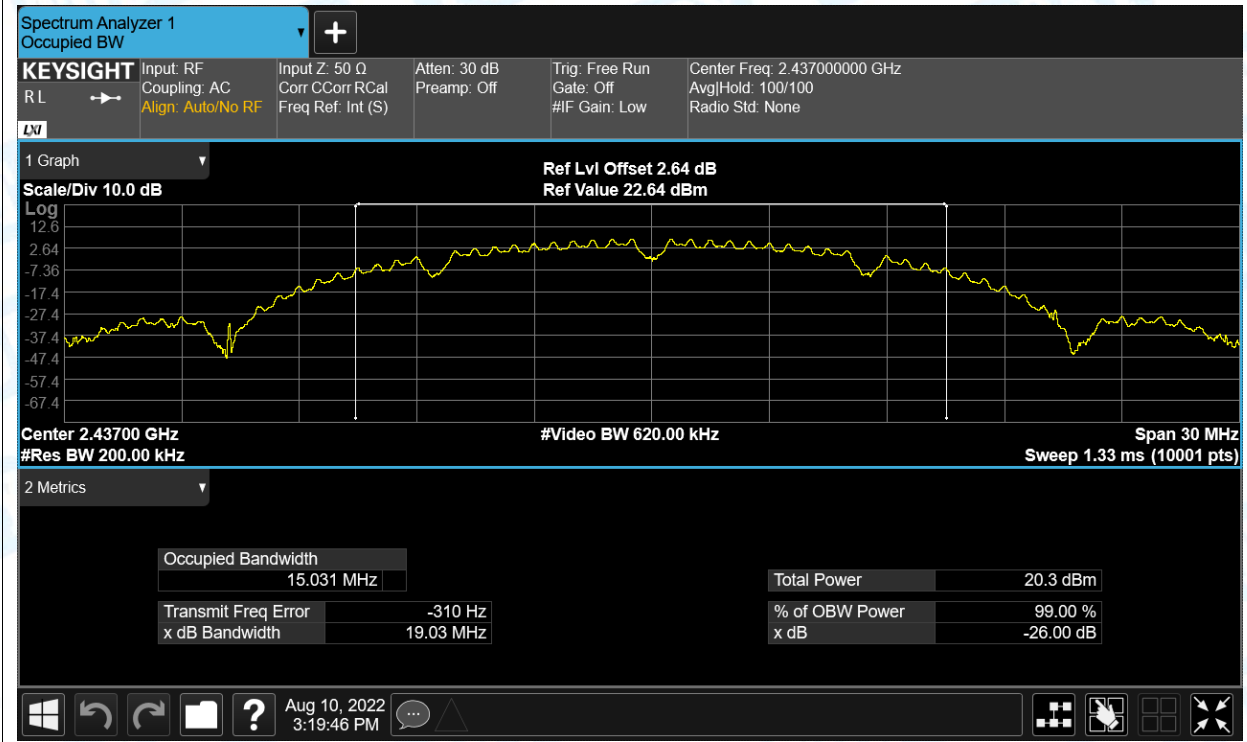 Spectrum Analyzer 1
Occupied BW
KEYSIGHT
R L
LXI
Input: RF
Coupling: AC
Align: Auto/No RF
Input Z: 50 Ω
Corr CCorr RCal
Freq Ref: Int (S)
Atten: 30 dB
Preamp: Off
Trig: Free Run
Gate: Off
#IF Gain: Low
Center Freq: 2.437000000 GHz
Avg|Hold: 100/100
Radio Std: None
1 Graph
Scale/Div 10.0 dB
Ref Lvl Offset 2.64 dB
Ref Value 22.64 dBm
Log
12.6
2.64
-7.36
-17.4
-27.4
-37.4
-47.4
-57.4
-67.4
Center 2.43700 GHz
#Res BW 200.00 kHz
#Video BW 620.00 kHz
Span 30 MHz
Sweep 1.33 ms (10001 pts)
2 Metrics
Occupied Bandwidth
15.031 MHz
Transmit Freq Error -310 Hz
x dB Bandwidth 19.03 MHz
Total Power 20.3 dBm
% of OBW Power 99.00 %
x dB -26.00 dB
?
Aug 10, 2022
3:19:46 PM